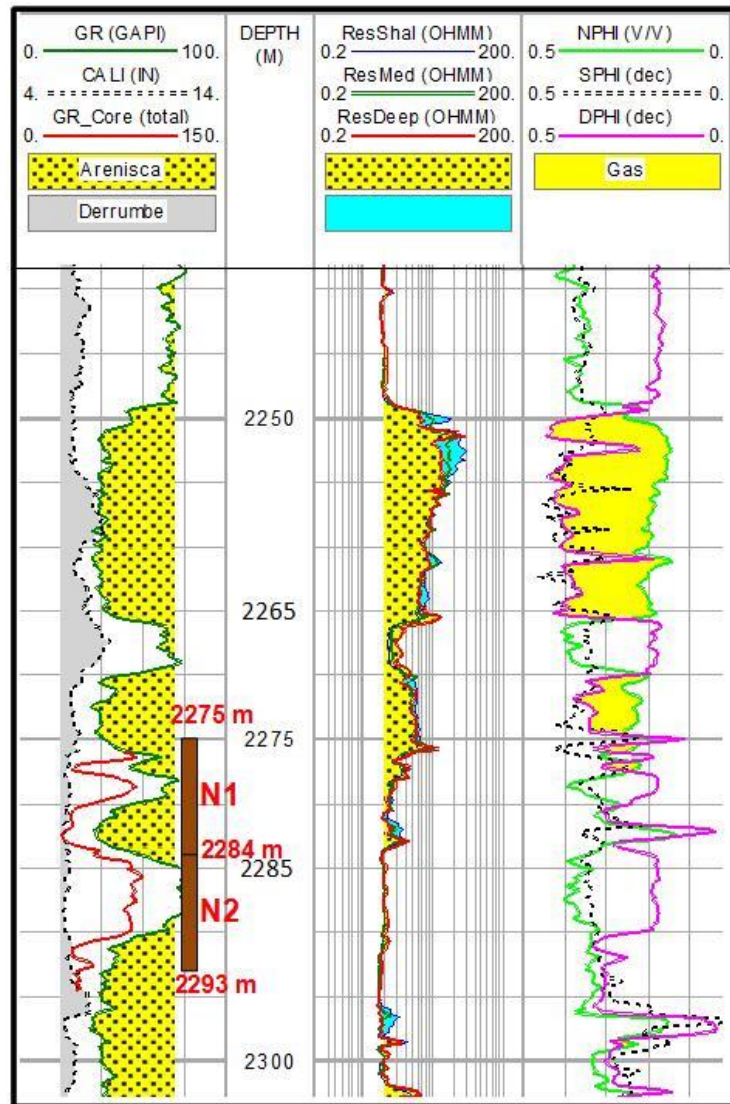 GR (GAPI)
0. 100.
CALI (IN)
4. 14.
GR_Core (total)
0. 150.
Arenisca
Derrumbe
DEPTH
(M)
ResShal (OHMM)
0.2 200.
ResMed (OHMM)
0.2 200.
ResDeep (OHMM)
0.2 200.
NPHI (V/V)
0.5 0.
SPHI (dec)
0.5 0.
DPHI (dec)
0.5 0.
Gas
2250
2265
2275 m
2275
N1
2284 m
2285
N2
2293 m
2300